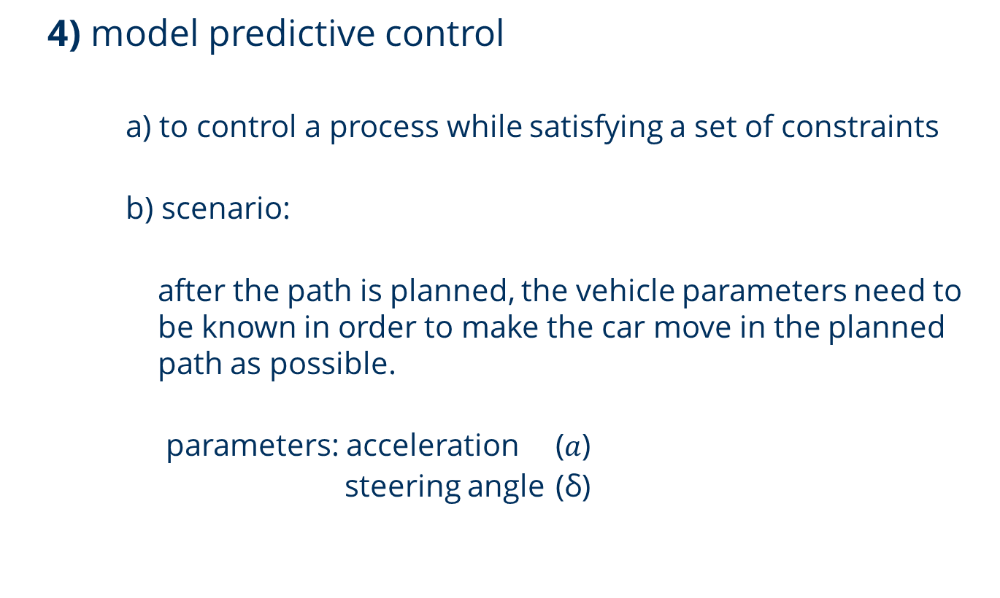 4) model predictive control
a) to control a process while satisfying a set of constraints
b) scenario:
after the path is planned, the vehicle parameters need to
be known in order to make the car move in the planned
path as possible.
parameters: acceleration (a)
steering angle (δ)